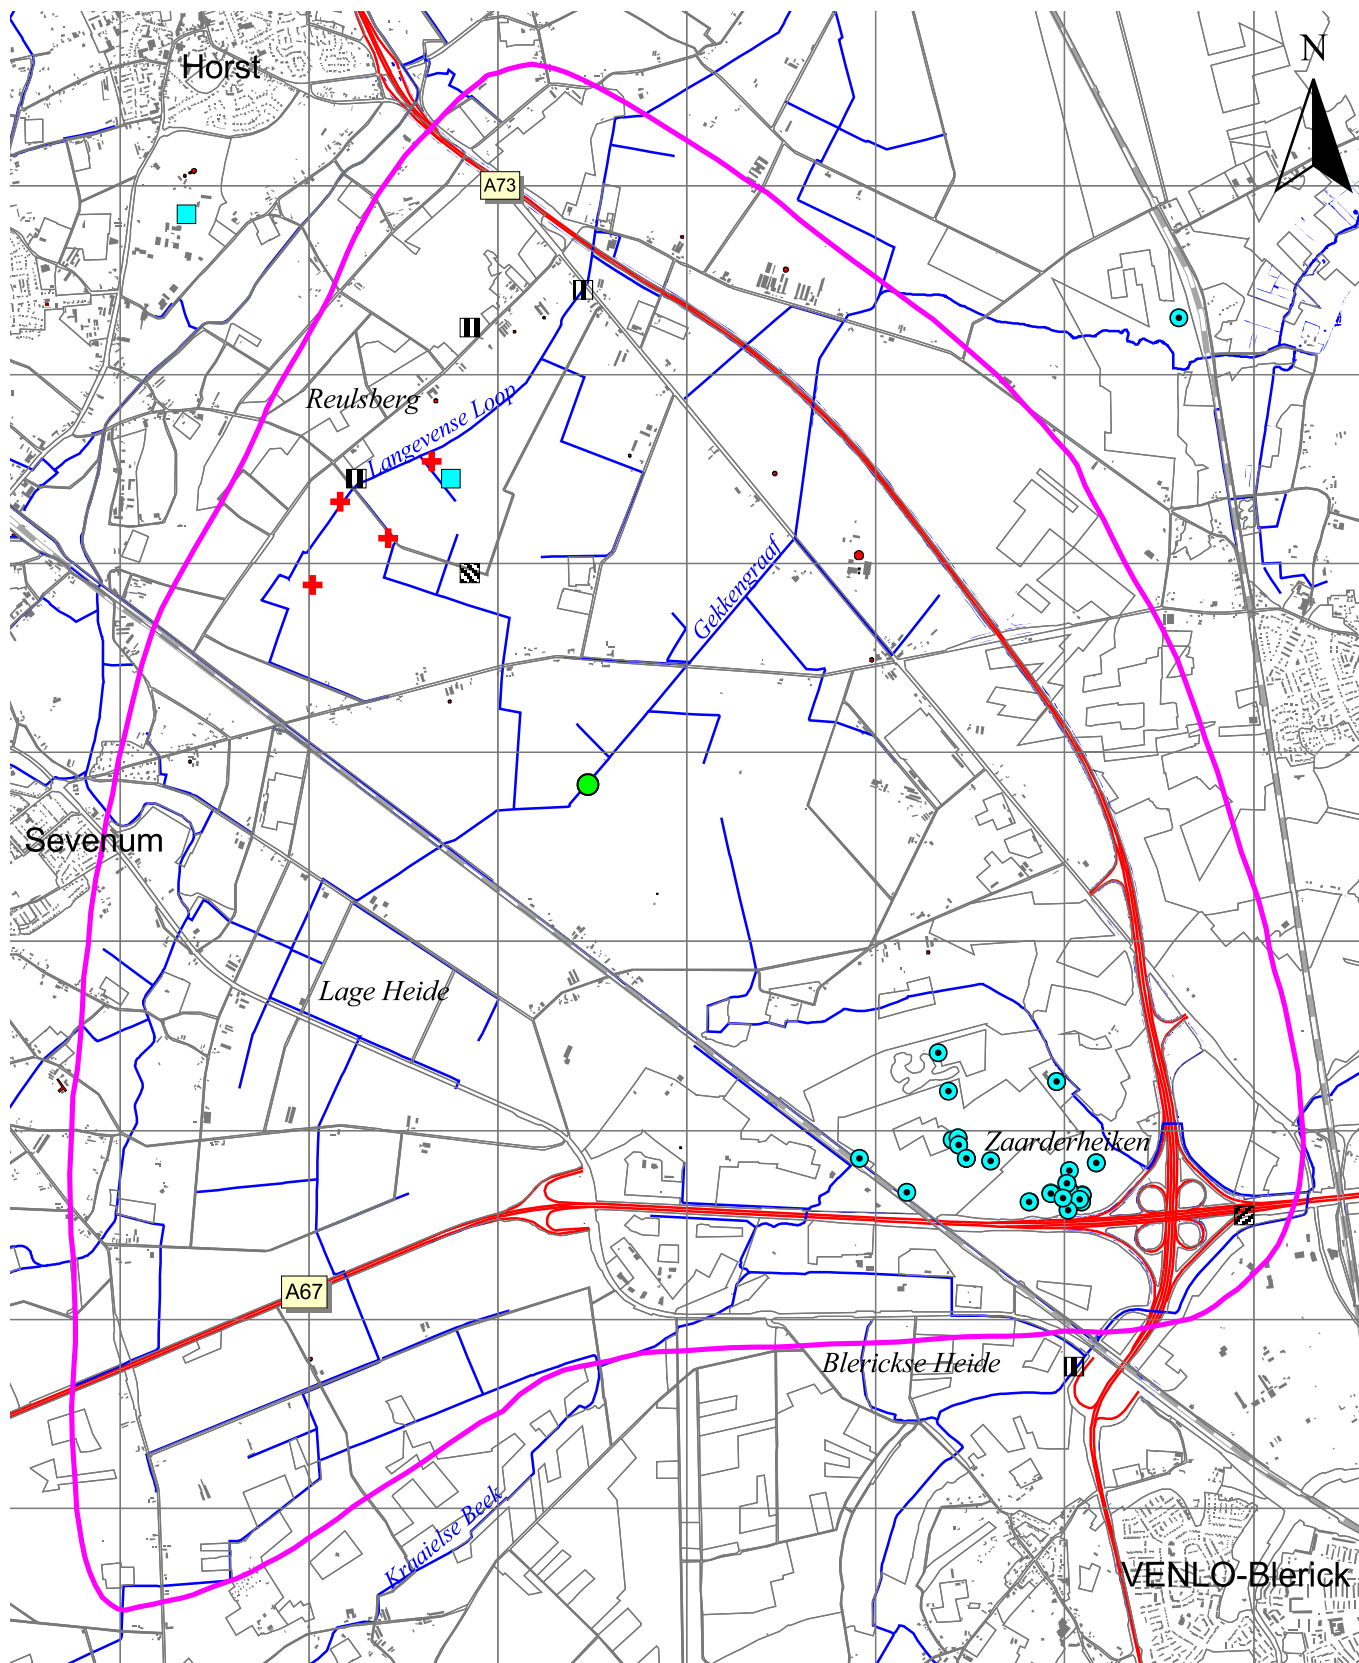 Horst
N
A73
Reulsberg
Langevense Loop
Gekkengraaf
Sevenum
Lage Heide
Zaarderheiken
A67
Blerickse Heide
Kraaielse Beek
VENLO-Blerick